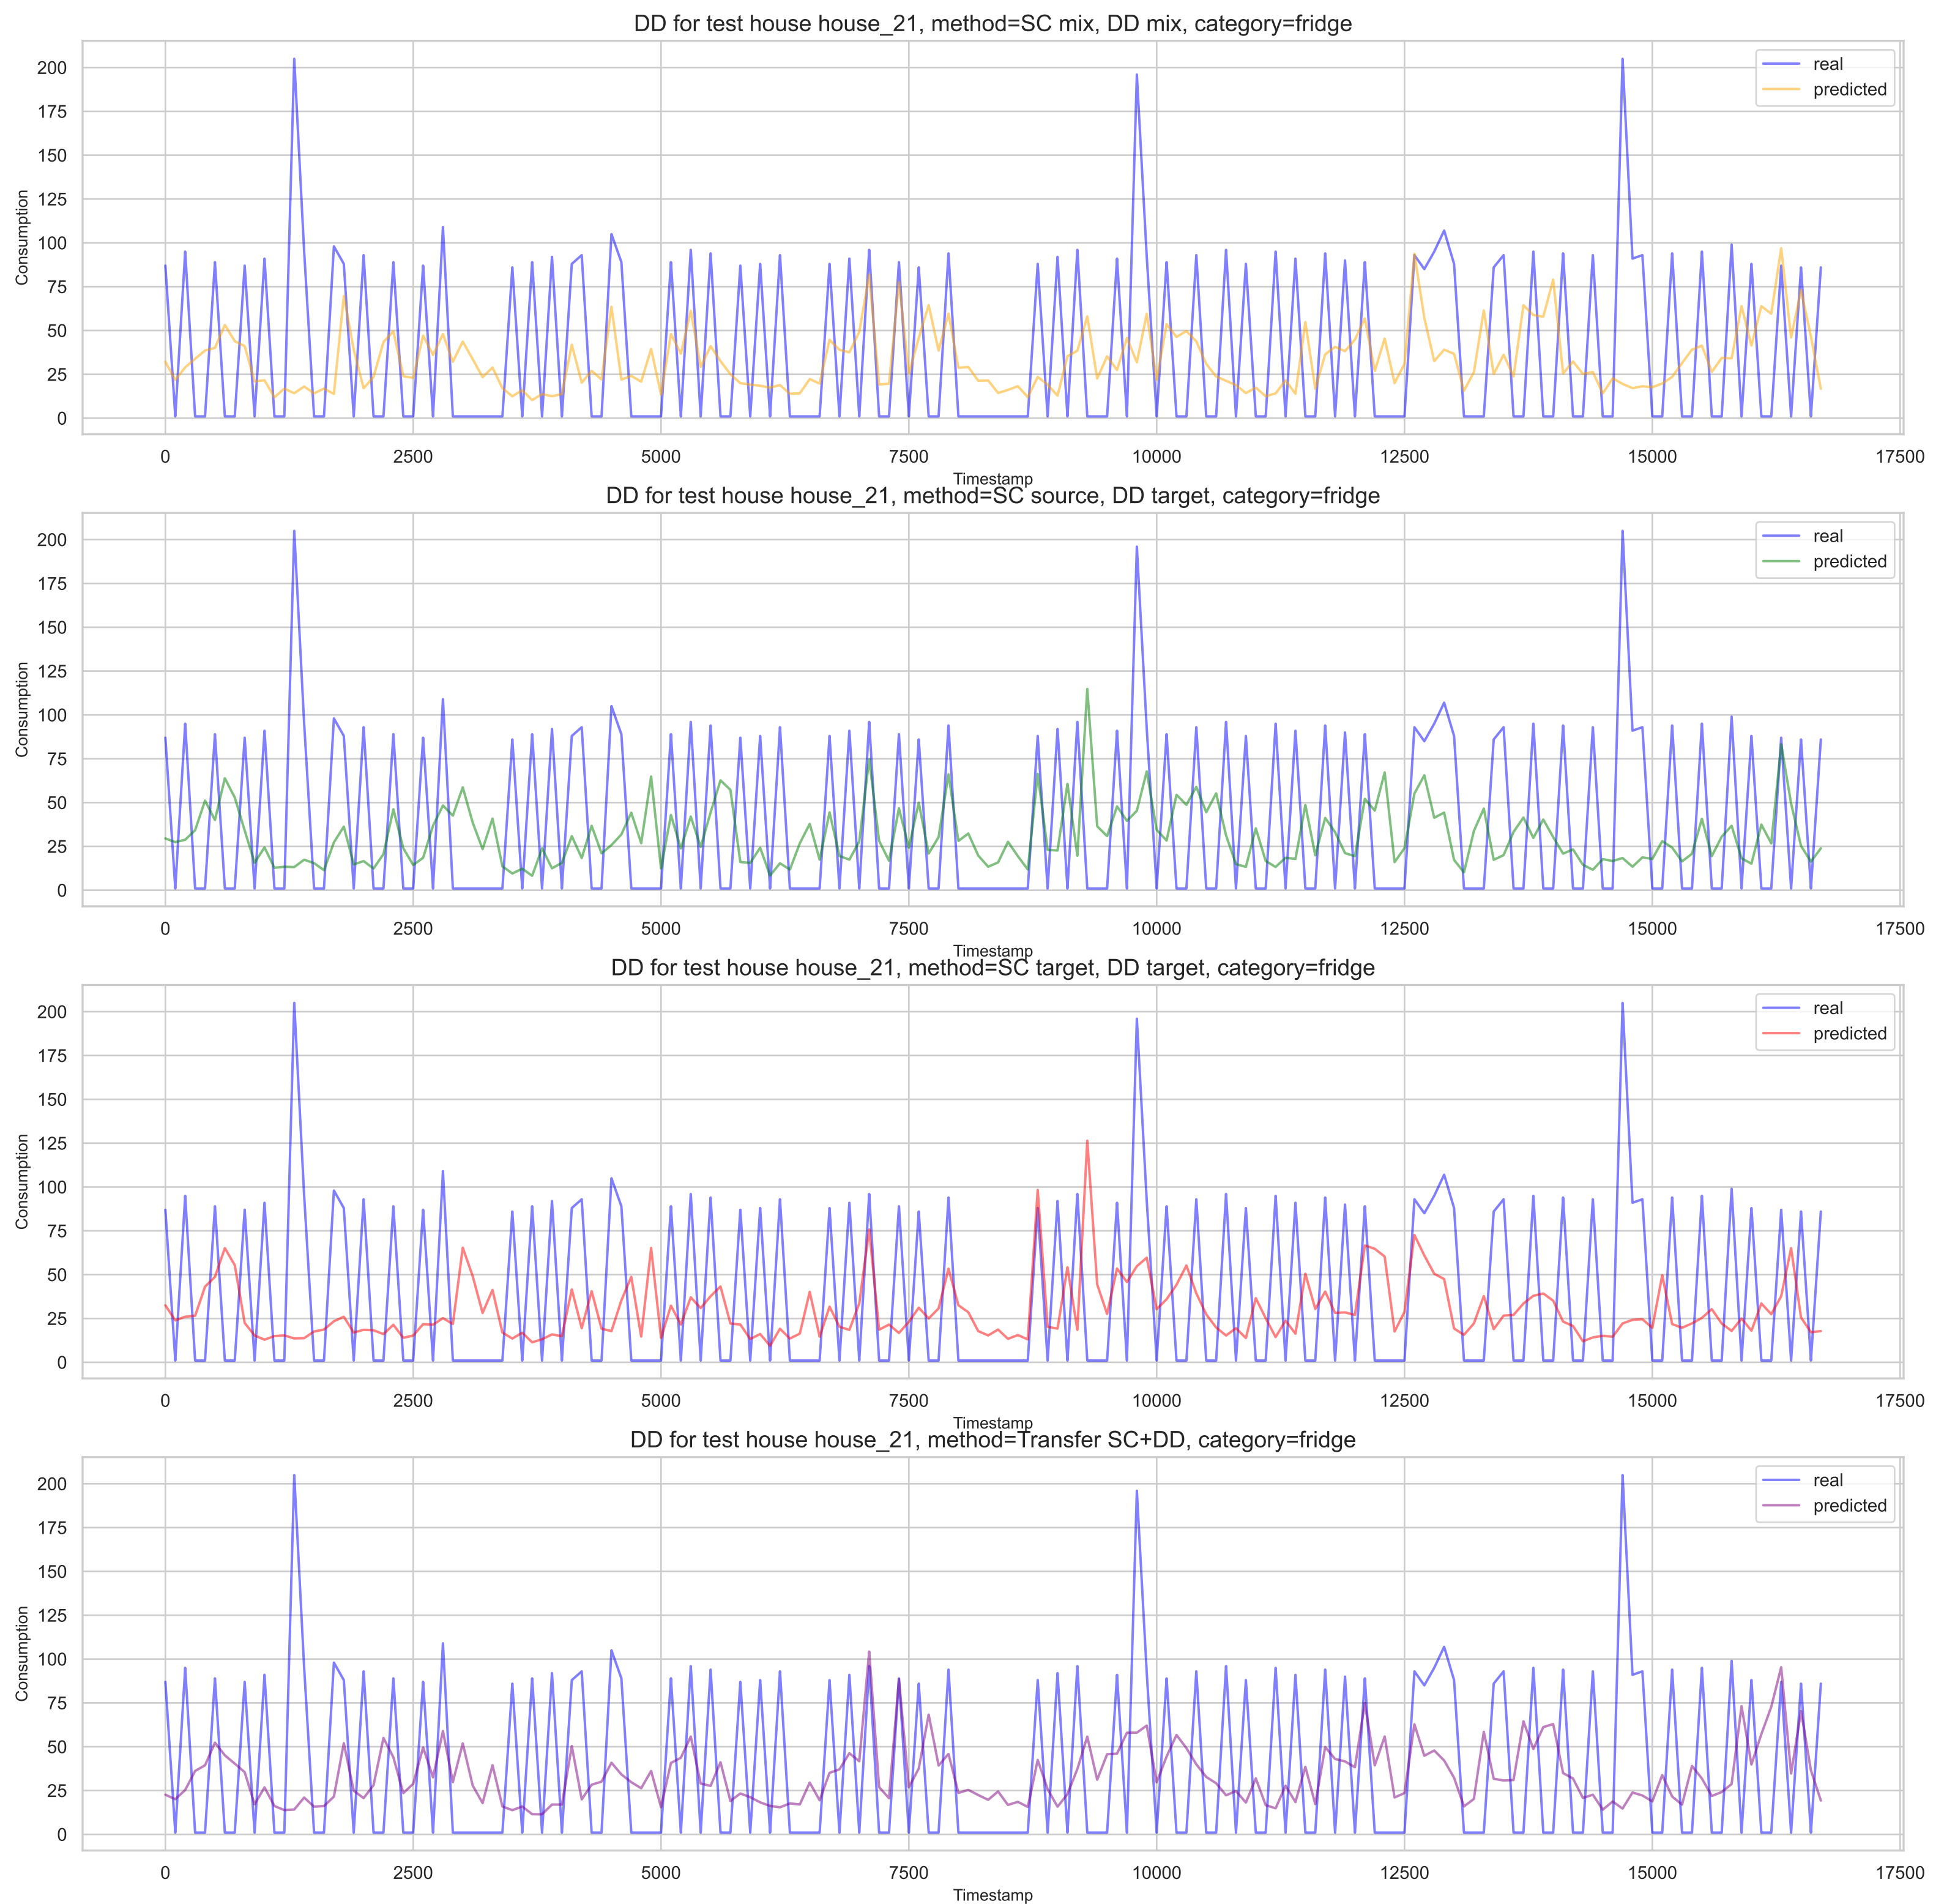 DD for test house house_21, method=SC mix, DD mix, category=fridge
200
175
150
125
100
75
50
25
0
Consumption
real
predicted
0 2500 5000 7500 10000 12500 15000 17500
Timestamp
DD for test house house_21, method=SC source, DD target, category=fridge
200
175
150
125
100
75
50
25
0
Consumption
real
predicted
0 2500 5000 7500 10000 12500 15000 17500
Timestamp
DD for test house house_21, method=SC target, DD target, category=fridge
200
175
150
125
100
75
50
25
0
Consumption
real
predicted
0 2500 5000 7500 10000 12500 15000 17500
Timestamp
DD for test house house_21, method=Transfer SC+DD, category=fridge
200
175
150
125
100
75
50
25
0
Consumption
real
predicted
0 2500 5000 7500 10000 12500 15000 17500
Timestamp